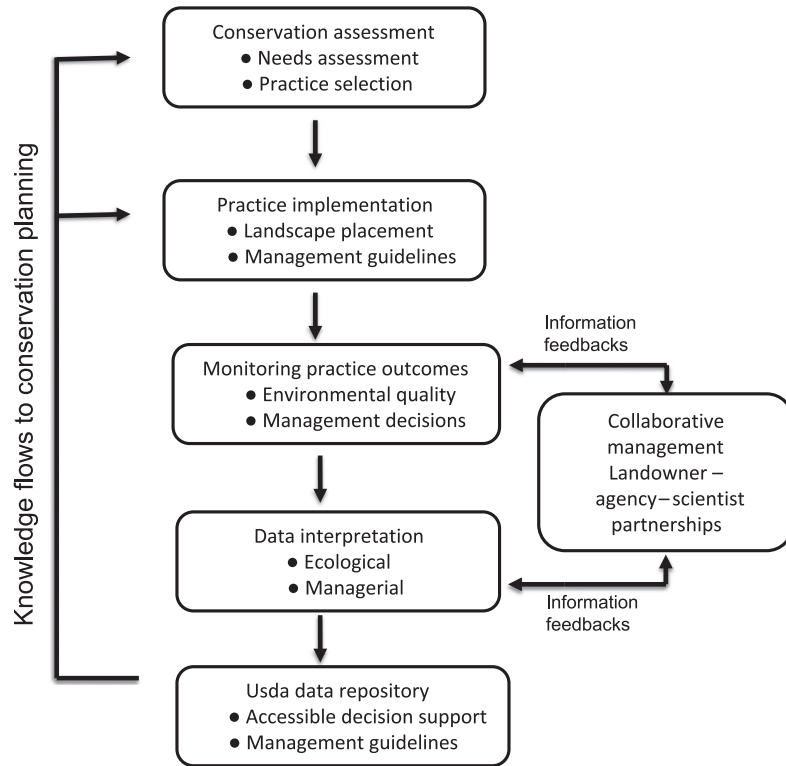 Conservation assessment
● Needs assessment
● Practice selection
Knowledge flows to conservation planning
Practice implementation
● Landscape placement
● Management guidelines
Information
feedbacks
Monitoring practice outcomes
● Environmental quality
● Management decisions
Collaborative
management
Landowner –
agency–scientist
partnerships
Data interpretation
● Ecological
● Managerial
Information
feedbacks
Usda data repository
● Accessible decision support
● Management guidelines